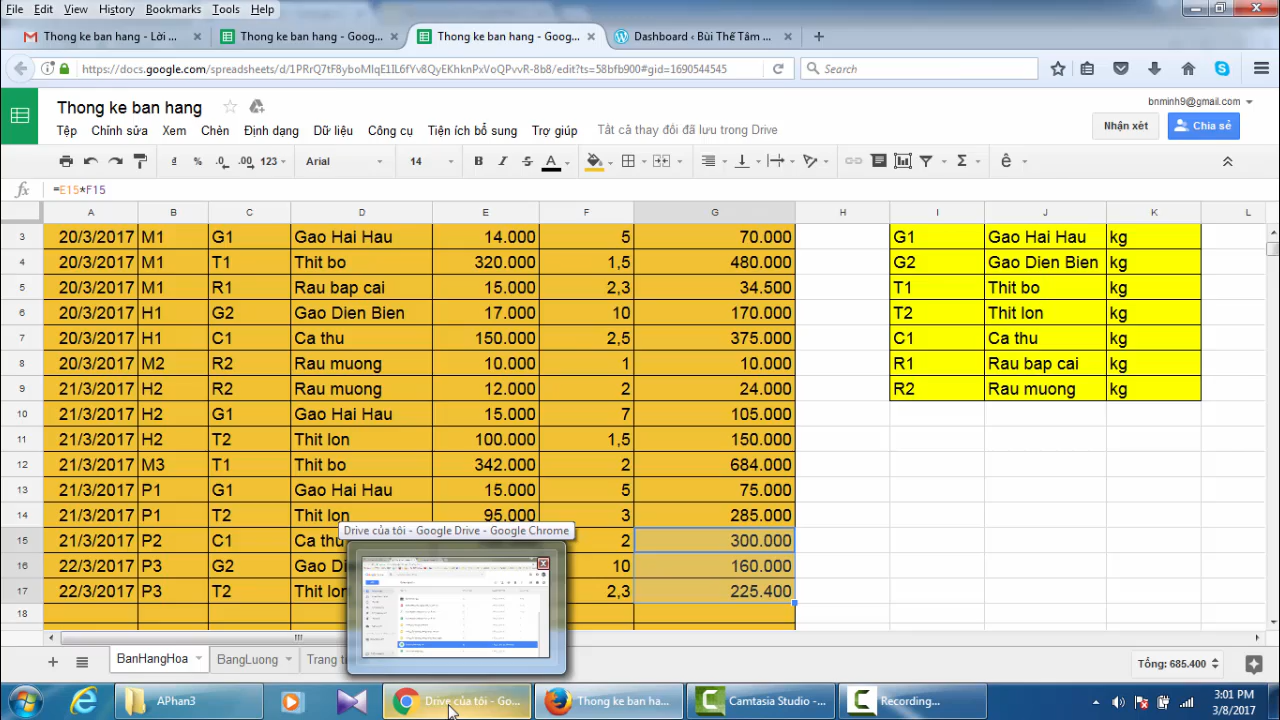 File Edit View History Bookmarks Tools Help
Thong ke ban hang - Lời ... Thong ke ban hang - Goog... Thong ke ban hang - Goog... Dashboard ‹ Bùi Thế Tâm ...
https://docs.google.com/spreadsheets/d/1PRrQ7tF8yboMlqE1IL6fYv8QyEKhknPxVoQPvvR-8b8/edit?ts=58bfb900#gid=1690544545 Search
Thong ke ban hang bnminh9@gmail.com
Tệp Chỉnh sửa Xem Chèn Định dạng Dữ liệu Công cụ Tiện ích bổ sung Trợ giúp Tất cả thay đổi đã lưu trong Drive Nhận xét Chia sẻ
đ % .0 .00 123 Arial 14 B I S A Σ ê
fx =E15*F15
A B C D E F G H I J K L
3 20/3/2017 M1 G1 Gao Hai Hau 14.000 5 70.000 G1 Gao Hai Hau kg
4 20/3/2017 M1 T1 Thit bo 320.000 1,5 480.000 G2 Gao Dien Bien kg
5 20/3/2017 M1 R1 Rau bap cai 15.000 2,3 34.500 T1 Thit bo kg
6 20/3/2017 H1 G2 Gao Dien Bien 17.000 10 170.000 T2 Thit lon kg
7 20/3/2017 H1 C1 Ca thu 150.000 2,5 375.000 C1 Ca thu kg
8 20/3/2017 M2 R2 Rau muong 10.000 1 10.000 R1 Rau bap cai kg
9 21/3/2017 H2 R2 Rau muong 12.000 2 24.000 R2 Rau muong kg
10 21/3/2017 H2 G1 Gao Hai Hau 15.000 7 105.000
11 21/3/2017 H2 T2 Thit lon 100.000 1,5 150.000
12 21/3/2017 M3 T1 Thit bo 342.000 2 684.000
13 21/3/2017 P1 G1 Gao Hai Hau 15.000 5 75.000
14 21/3/2017 P1 T2 Thit lon 95.000 3 285.000
Drive của tôi - Google Drive - Google Chrome
15 21/3/2017 P2 C1 Ca thu 2 300.000
16 22/3/2017 P3 G2 Gao Di 10 160.000
17 22/3/2017 P3 T2 Thit lon 2,3 225.400
18
BanHangHoa BangLuong Trang t Tổng: 685.400
APhan3 Drive của tôi - Go... Thong ke ban ha... Camtasia Studio -... Recording... 3:01 PM
3/8/2017